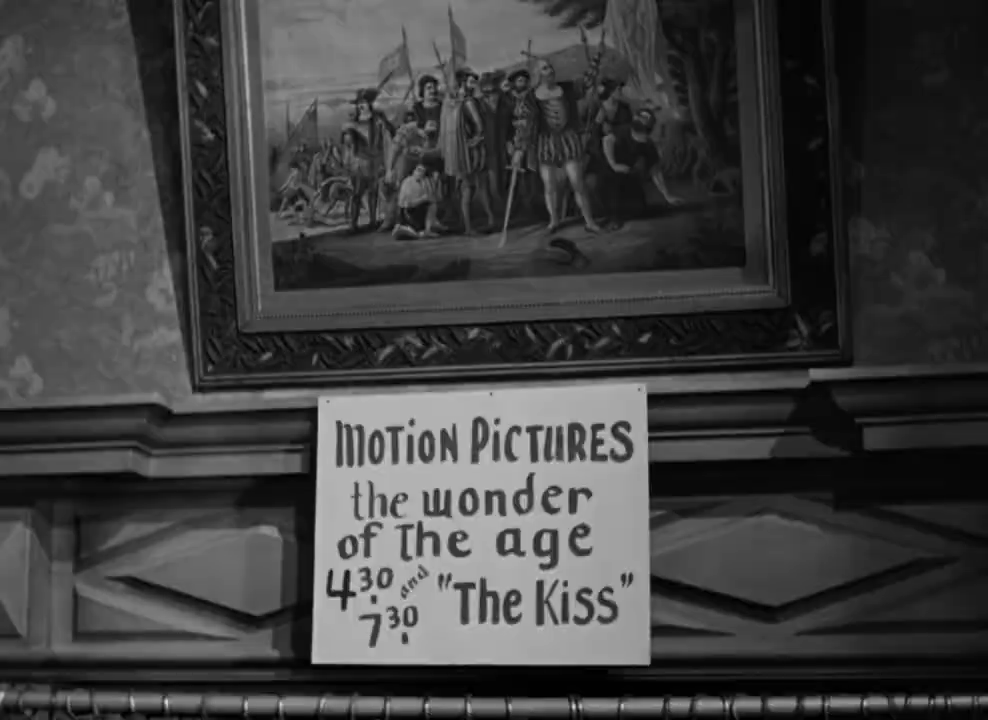 MOTION PICTURES
the wonder
of The age
4.30 and "The Kiss"
7.30